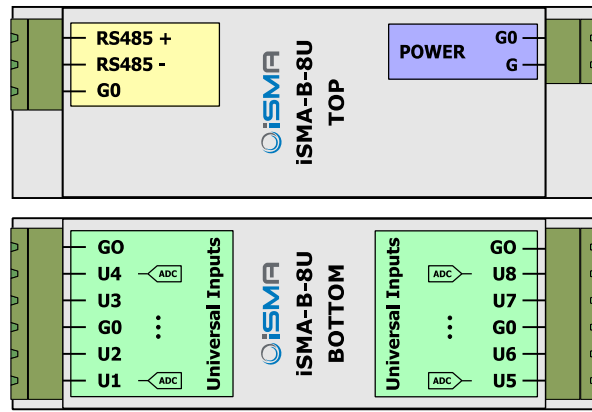 RS485 +
RS485 -
G0
iSMA
iSMA-B-8U
TOP
POWER
G0
G
GO
U4 ADC
U3
G0
U2
U1 ADC
Universal Inputs
iSMA
iSMA-B-8U
BOTTOM
Universal Inputs
GO
ADC U8
U7
G0
U6
ADC U5